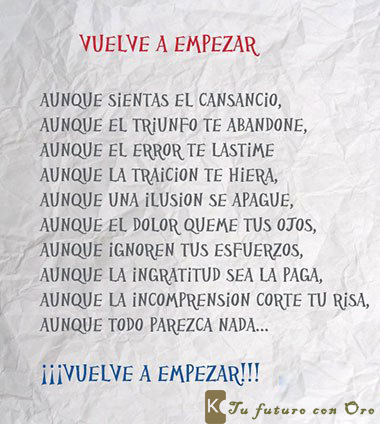 VUELVE A EMPEZAR
AUNQUE SIENTAS EL CANSANCIO,
AUNQUE EL TRIUNFO TE ABANDONE,
AUNQUE EL ERROR TE LASTIME
AUNQUE LA TRAICION TE HIERA,
AUNQUE UNA ILUSION SE APAGUE,
AUNQUE EL DOLOR QUEME TUS OJOS,
AUNQUE IGNOREN TUS ESFUERZOS,
AUNQUE LA INGRATITUD SEA LA PAGA,
AUNQUE LA INCOMPRENSION CORTE TU RISA,
AUNQUE TODO PAREZCA NADA...
¡¡¡VUELVE A EMPEZAR!!!
K Tu futuro con Oro